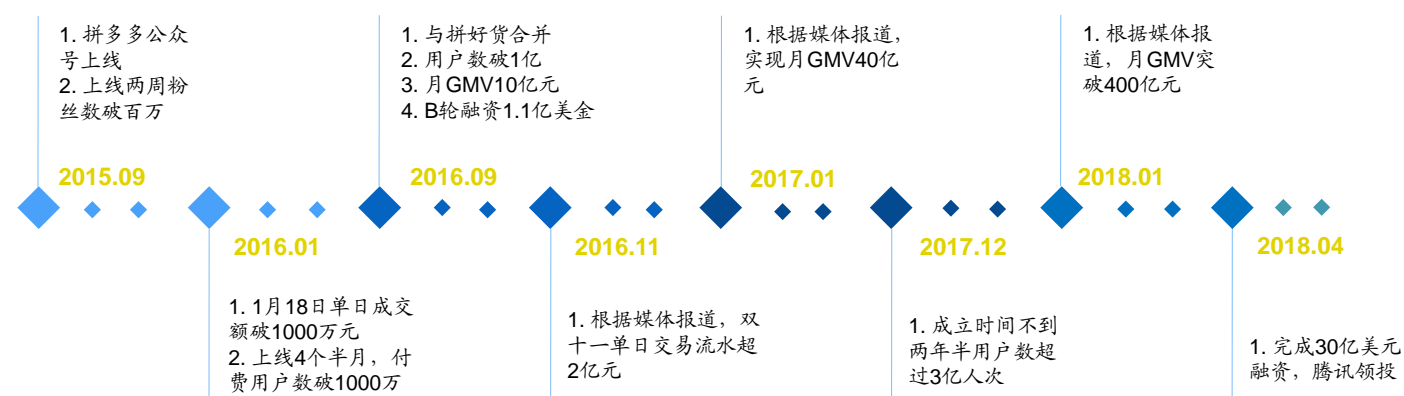 1. 拼多多公众
号上线
2. 上线两周粉
丝数破百万
2015.09
2016.01
1. 1月18日单日成交
额破1000万元
2. 上线4个半月，付
费用户数破1000万
1. 与拼好货合并
2. 用户数破1亿
3. 月GMV10亿元
4. B轮融资1.1亿美金
2016.09
2016.11
1. 根据媒体报道，双
十一单日交易流水超
2亿元
1. 根据媒体报道，
实现月GMV40亿
元
2017.01
2017.12
1. 成立时间不到
两年半用户数超
过3亿人次
1. 根据媒体报
道，月GMV突
破400亿元
2018.01
2018.04
1. 完成30亿美元
融资，腾讯领投